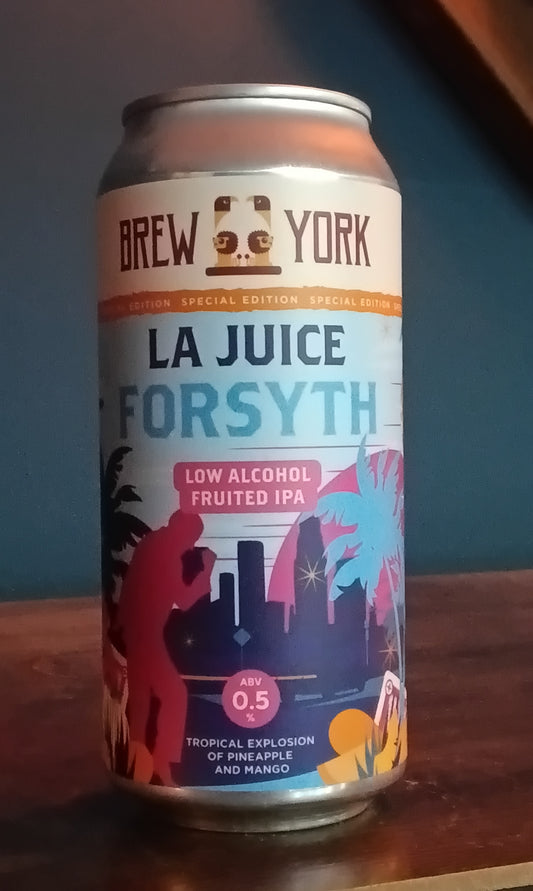 BREW YORK
EDITION SPECIAL EDITION SPECIAL EDITION
LA JUICE
FORSYTH
LOW ALCOHOL
FRUITED IPA
ABV
0.5
%
TROPICAL EXPLOSION
OF PINEAPPLE
AND MANGO